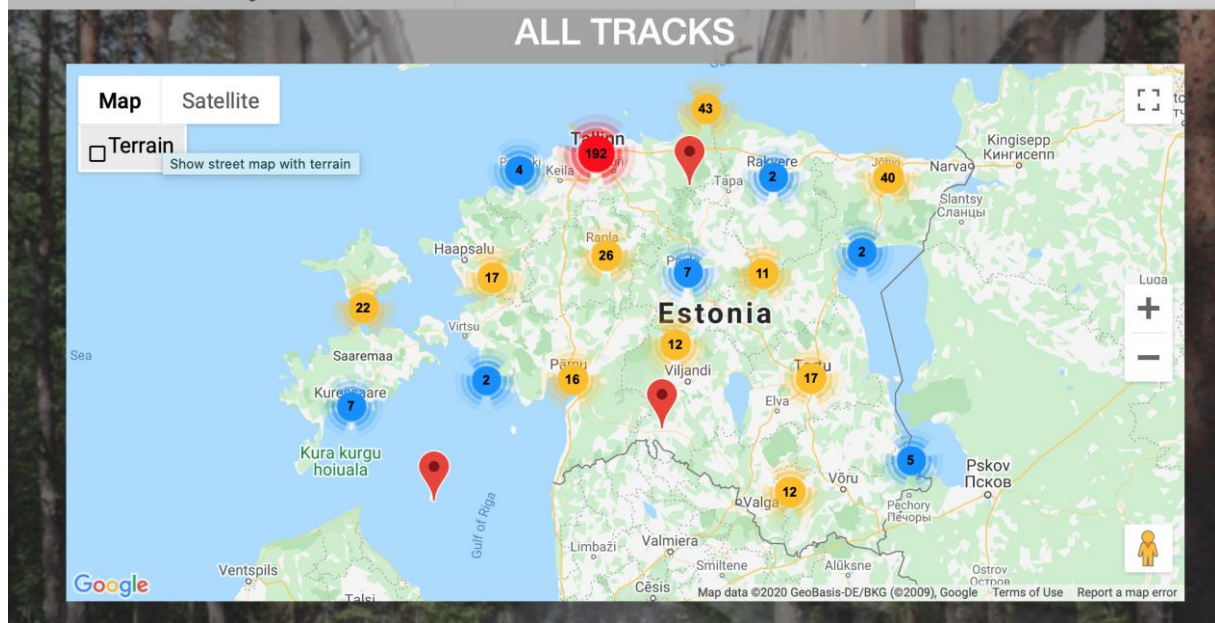 ALL TRACKS
Map
Satellite
Terrain
Show street map with terrain
43
Tallinn
192
4
Keila
Rakvere
2
Tapa
Jõhvi
40
Narva
Kingisepp
Кингисепп
Slantsy
Сланцы
Haapsalu
17
Rapla
26
7
11
2
Luga
22
Estonia
Virtsu
12
Sea
Saaremaa
Viljandi
2
Pärnu
16
Tartu
17
Kuressaare
7
Elva
Kura kurgu
hoiuala
5
Pskov
Псков
Võru
12
Valga
Pechory
Печоры
Gulf of Riga
Limbaži
Valmiera
Smiltene
Alūksne
Ostrov
Остров
Ventspils
Cēsis
Talsi
Google
Map data ©2020 GeoBasis-DE/BKG (©2009), Google
Terms of Use
Report a map error